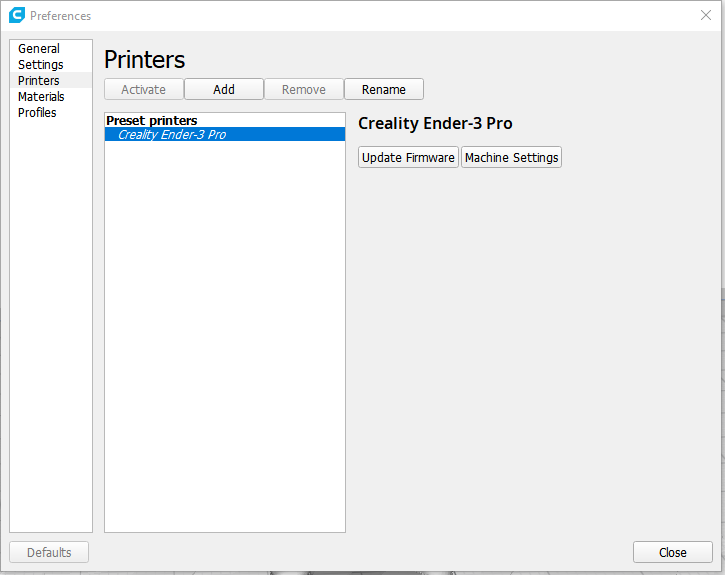 Preferences
General
Settings
Printers
Materials
Profiles
Printers
Activate Add Remove Rename
Preset printers
Creality Ender-3 Pro
Creality Ender-3 Pro
Update Firmware Machine Settings
Defaults
Close